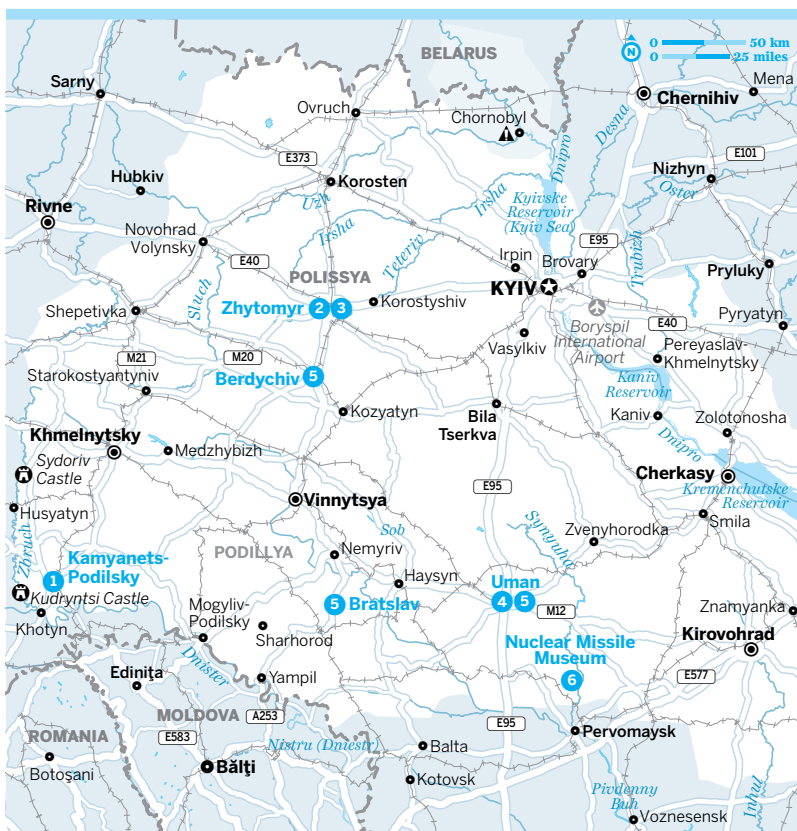 BELARUS
N
0 50 km
0 25 miles
Sarny
Mena
Chernihiv
Ovruch
Chornobyl
Desna
Dnipro
E373
E101
Hubkiv
Korosten
Nizhyn
Oster
Uzh
Irsha
Kyivske
Reservoir
(Kyiv Sea)
Rivne
Novohrad
Volynsky
Irsha
Teteriv
E95
Trubizh
Irpin
Brovary
E40
Pryluky
POLISSYA
KYIV
Sluch
Zhytomyr
2 3
Korostyshiv
Shepetivka
Boryspil
International
Airport
E40
Pyryatyn
Vasylkiv
M21
M20
Pereyaslav-
Khmelnytsky
Starokostyantyniv
Berdychiv
5
Kaniv
Reservoir
Kozyatyn
Bila
Tserkva
Kaniv
Zolotonosha
Khmelnytsky
Medzhybizh
Dnipro
Sydoriv
Castle
Cherkasy
E95
Kremenchutske
Reservoir
Vinnytsya
Husyatyn
Smila
Sob
Synyuha
Zvenyhorodka
Zbruch
PODILLYA
Nemyriv
1
Kamyanets-
Podilsky
Haysyn
Uman
4 5
Kudryntsi Castle
5
Bratslav
M12
Mogyliv-
Podilsky
Znamyanka
Khotyn
Sharhorod
Kirovohrad
Nuclear Missile
Museum
6
Dnister
Yampil
E577
Edinița
MOLDOVA
A253
E95
Pervomaysk
ROMANIA
E583
Nistru (Dniestr)
Balta
Botoșani
Bălți
Kotovsk
Pivdenny
Buh
Inhul
Voznesensk